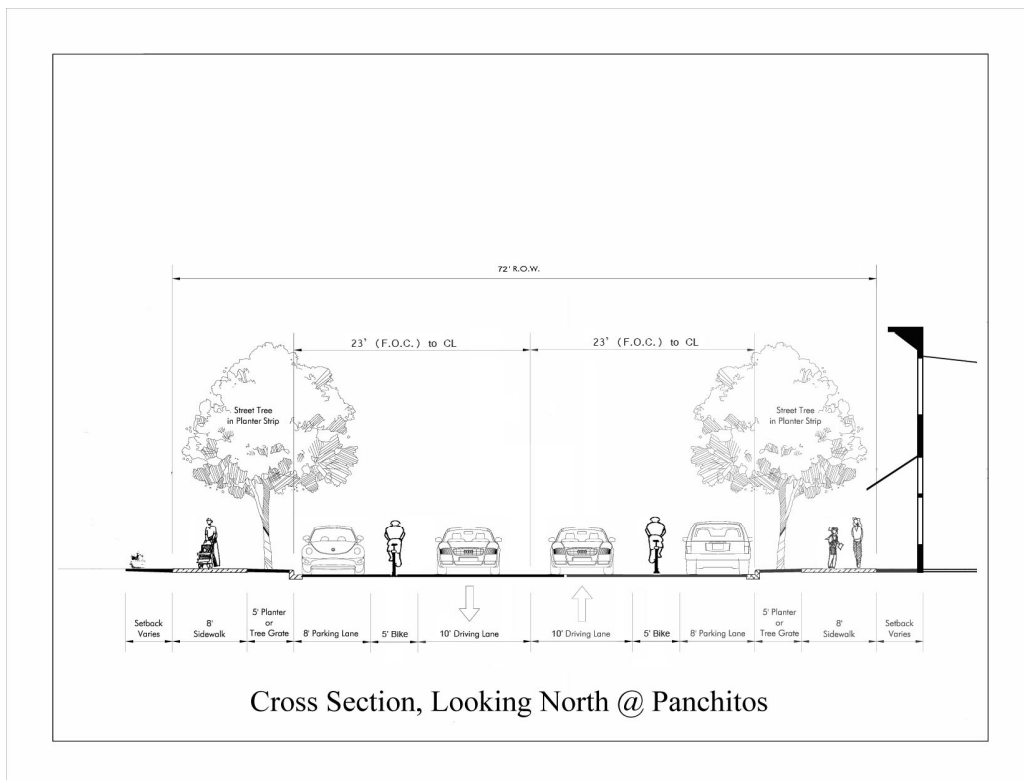 72' R.O.W.
23' (F.O.C.) to CL
23' (F.O.C.) to CL
Street Tree
in Planter Strip
Street Tree
in Planter Strip
Setback
Varies
8'
Sidewalk
5' Planter
or
Tree Grate
8' Parking Lane
5' Bike
10' Driving Lane
10' Driving Lane
5' Bike
8' Parking Lane
5' Planter
or
Tree Grate
8'
Sidewalk
Setback
Varies
Cross Section, Looking North @ Panchitos